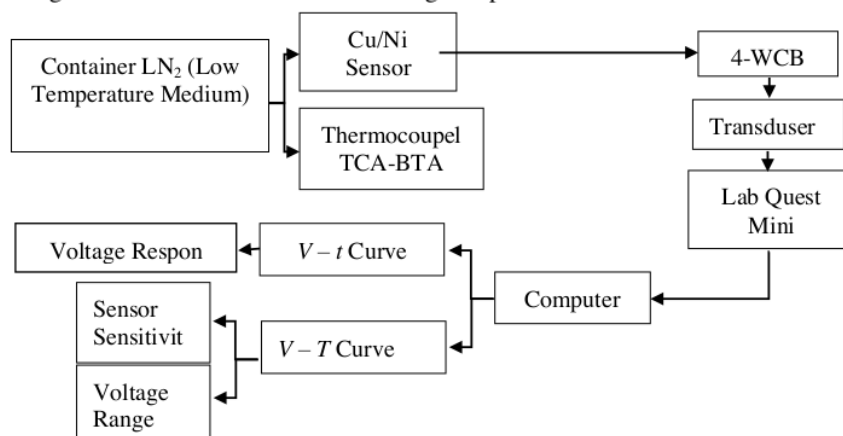 Container LN₂ (Low
Temperature Medium)
Cu/Ni
Sensor
Thermocoupel
TCA-BTA
4-WCB
Transduser
Lab Quest
Mini
Computer
V – t Curve
Voltage Respon
V – T Curve
Sensor
Sensitivit
Voltage
Range